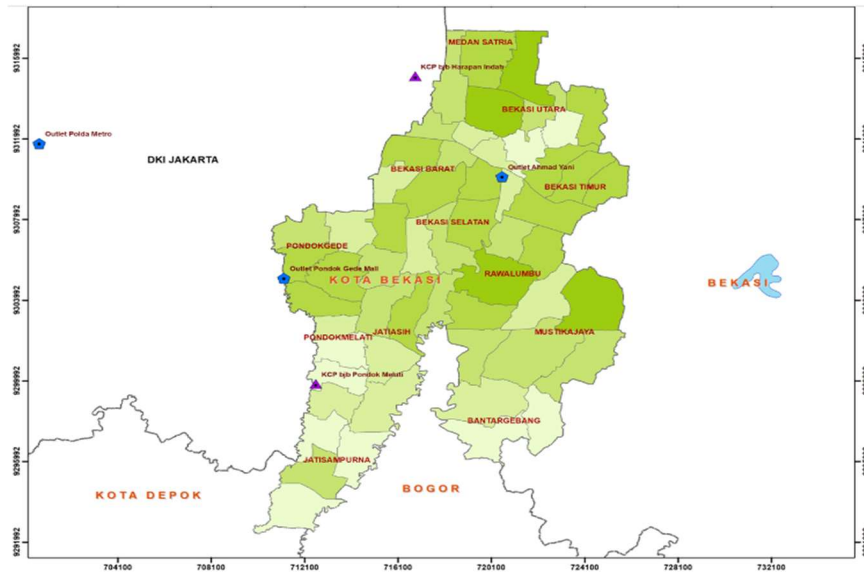 MEDAN SATRIA
KCP bjb Harapan Indah
BEKASI UTARA
Outlet Polda Metro
DKI JAKARTA
BEKASI BARAT
Outlet Ahmad Yani
BEKASI TIMUR
BEKASI SELATAN
PONDOKGEDE
Outlet Pondok Gede Mall
KOTA BEKASI
RAWALUMBU
BEKASI
PONDOKMELATI
JATIASIH
MUSTIKAJAYA
KCP bjb Pondok Melati
BANTARGEBANG
JATISAMPURNA
KOTA DEPOK
BOGOR
9315992
9311992
9307992
9303992
9299992
9295992
9291992
704100
708100
712100
716100
720100
724100
728100
732100